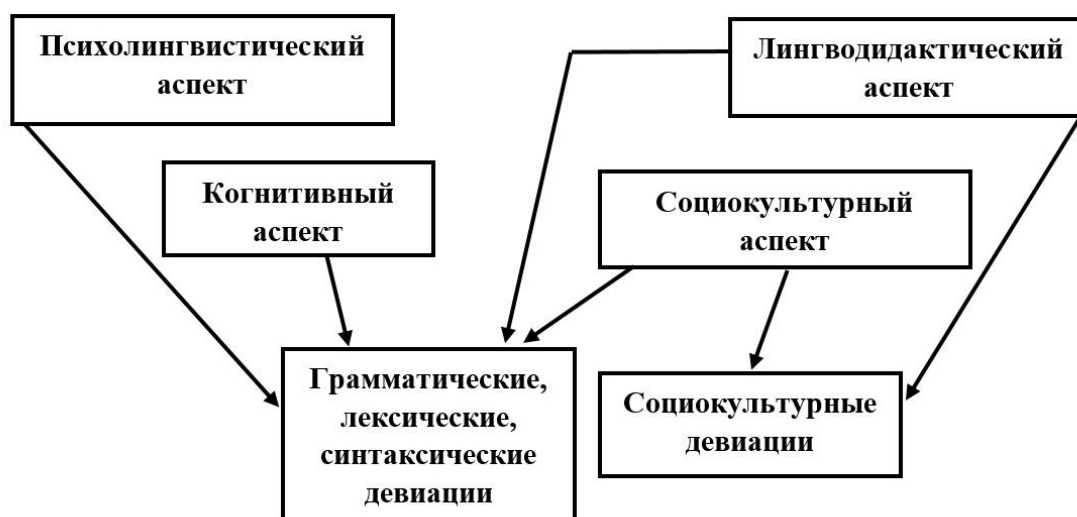 Психолингвистический
аспект
Лингводидактический
аспект
Когнитивный
аспект
Социокультурный
аспект
Грамматические,
лексические,
синтаксические
девиации
Социокультурные
девиации